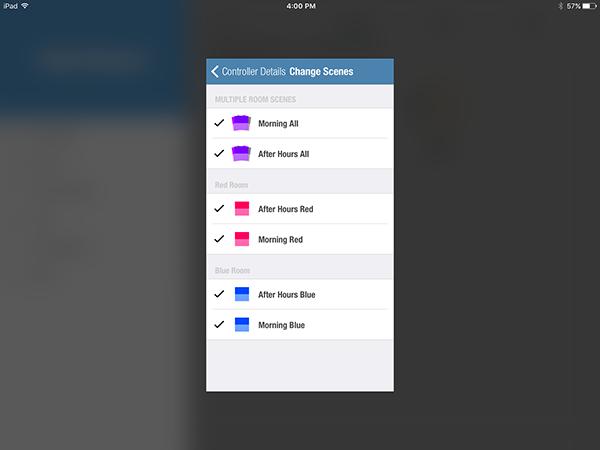 iPad 4:00 PM 57%
Controller Details Change Scenes
MULTIPLE ROOM SCENES
Morning All
After Hours All
Red Room
After Hours Red
Morning Red
Blue Room
After Hours Blue
Morning Blue